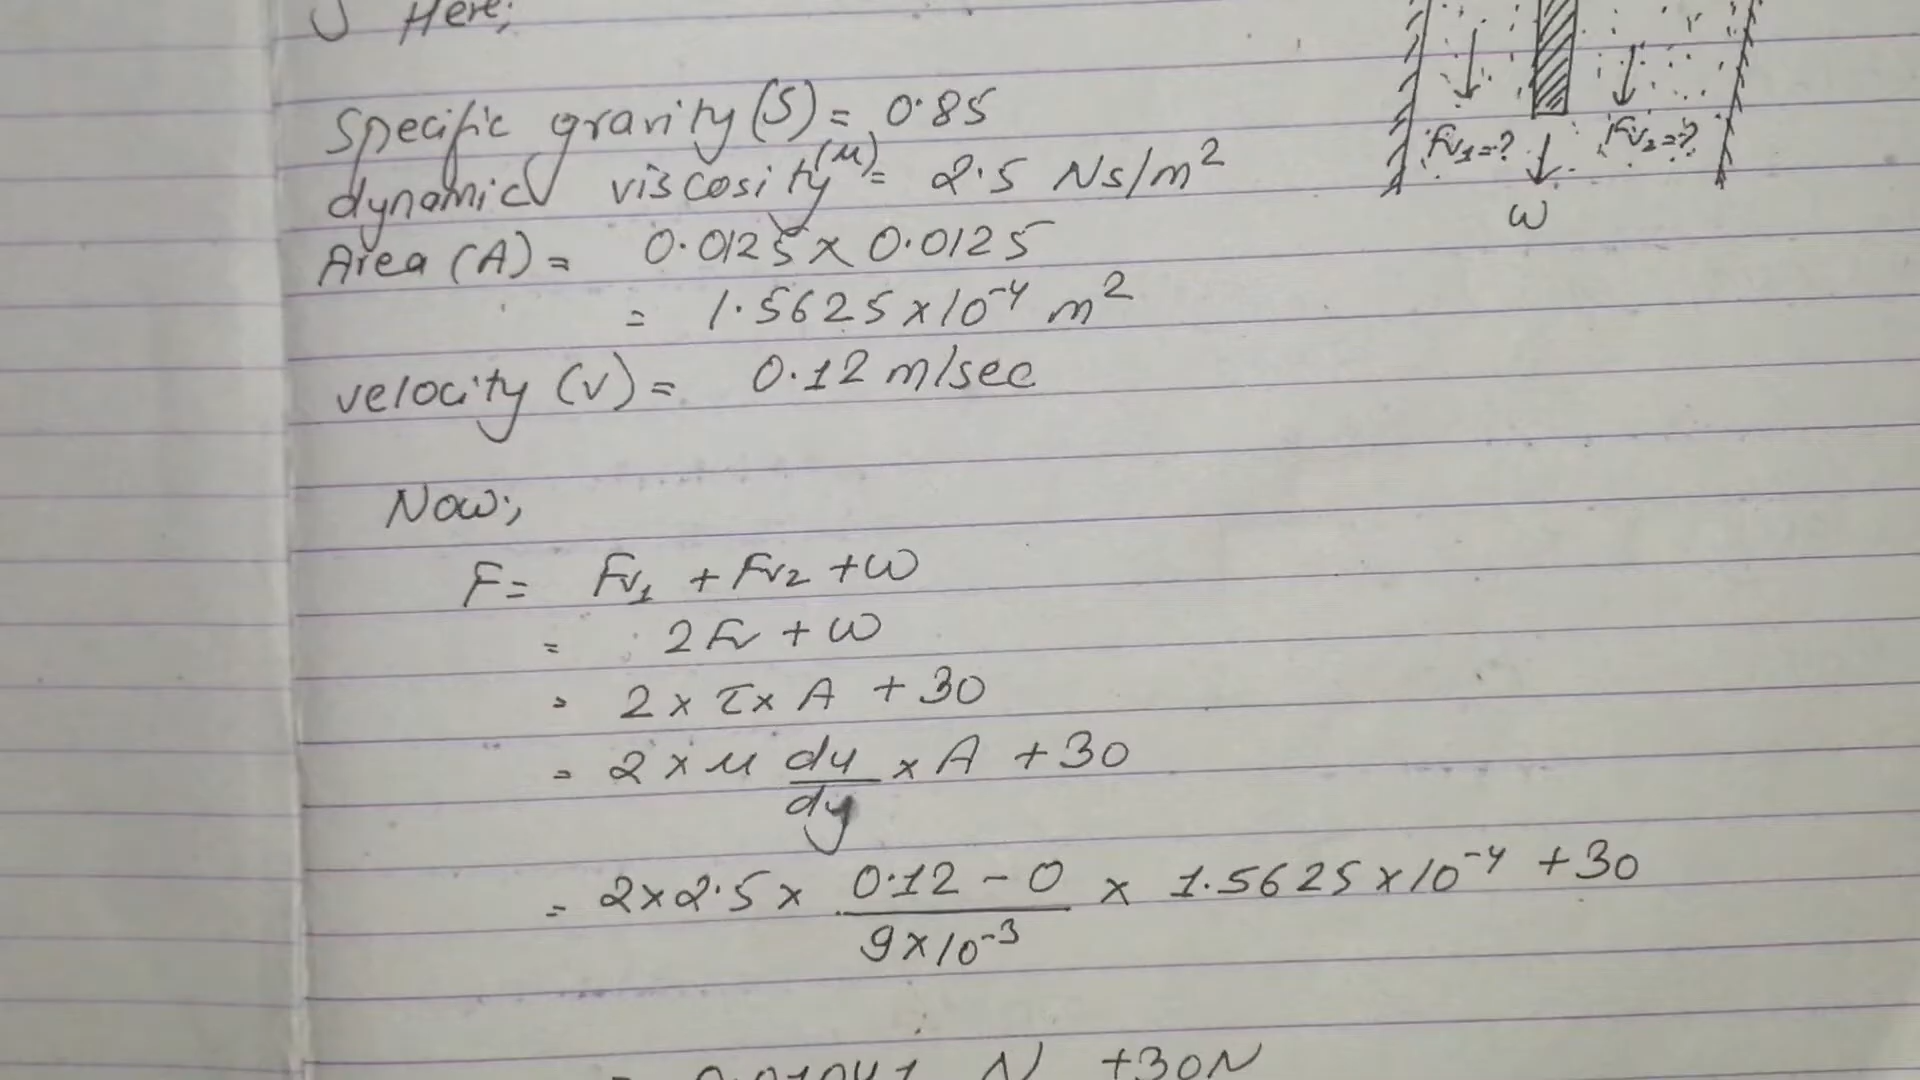 Here;
Specific gravity (S) = 0.85
dynamic viscosity (μ) = 2.5 Ns/m²
Area (A) = 0.0125 × 0.0125
= 1.5625 × 10⁻⁴ m²
velocity (v) = 0.12 m/sec
Fv₁ = ?
Fv₂ = ?
W
Now;
F = Fv₁ + Fv₂ + W
= 2Fv + W
= 2 × τ × A + 30
= 2 × μ du/dy × A + 30
= 2 × 2.5 × (0.12 - 0)/(9 × 10⁻³) × 1.5625 × 10⁻⁴ + 30
N + 30N